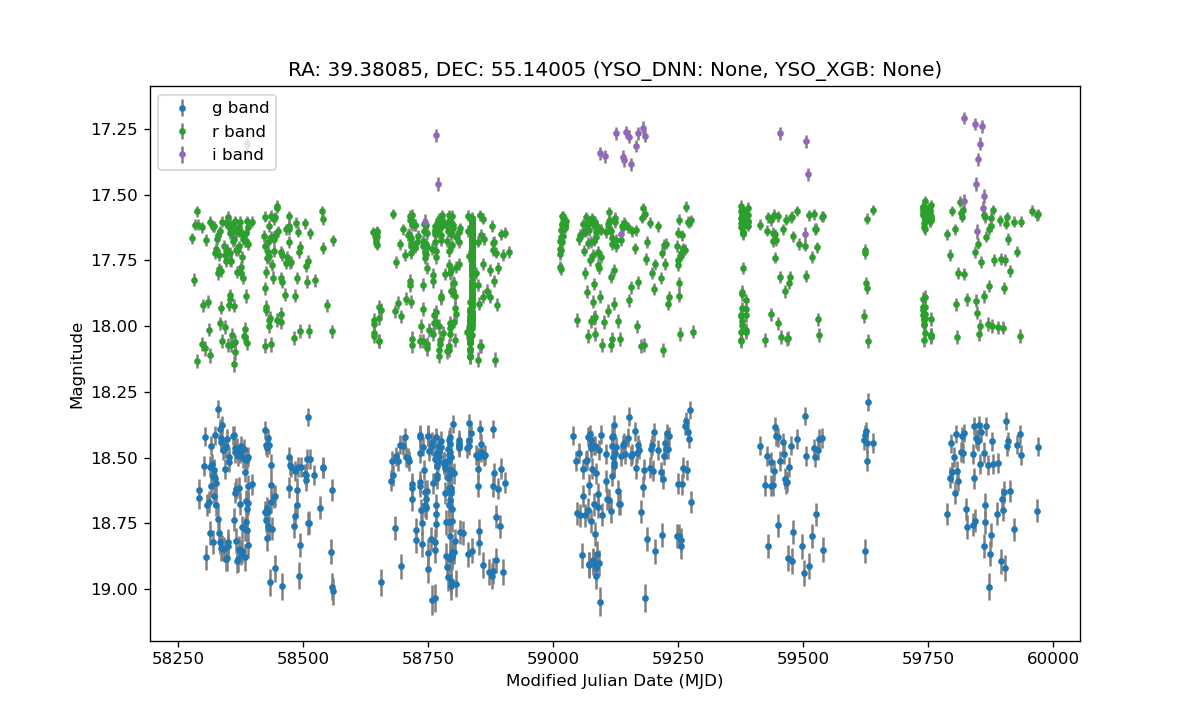 RA: 39.38085, DEC: 55.14005 (YSO_DNN: None, YSO_XGB: None)
g band
r band
i band
17.25
17.50
17.75
18.00
18.25
18.50
18.75
19.00
Magnitude
58250 58500 58750 59000 59250 59500 59750 60000
Modified Julian Date (MJD)